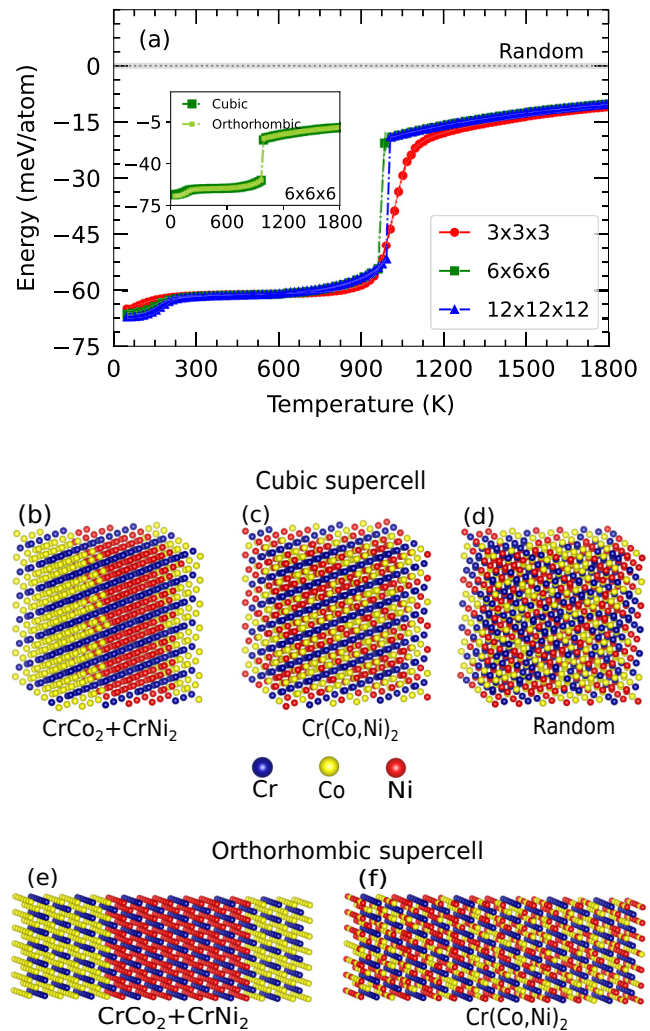 (a)
Random
Energy (meV/atom)
0
−15
−30
−45
−60
−75
Cubic
Orthorhombic
−5
−40
−75
0 600 1200 1800
6x6x6
3x3x3
6x6x6
12x12x12
0 300 600 900 1200 1500 1800
Temperature (K)
Cubic supercell
(b) (c) (d)
CrCo₂+CrNi₂ Cr(Co,Ni)₂ Random
Cr Co Ni
Orthorhombic supercell
(e) (f)
CrCo₂+CrNi₂ Cr(Co,Ni)₂